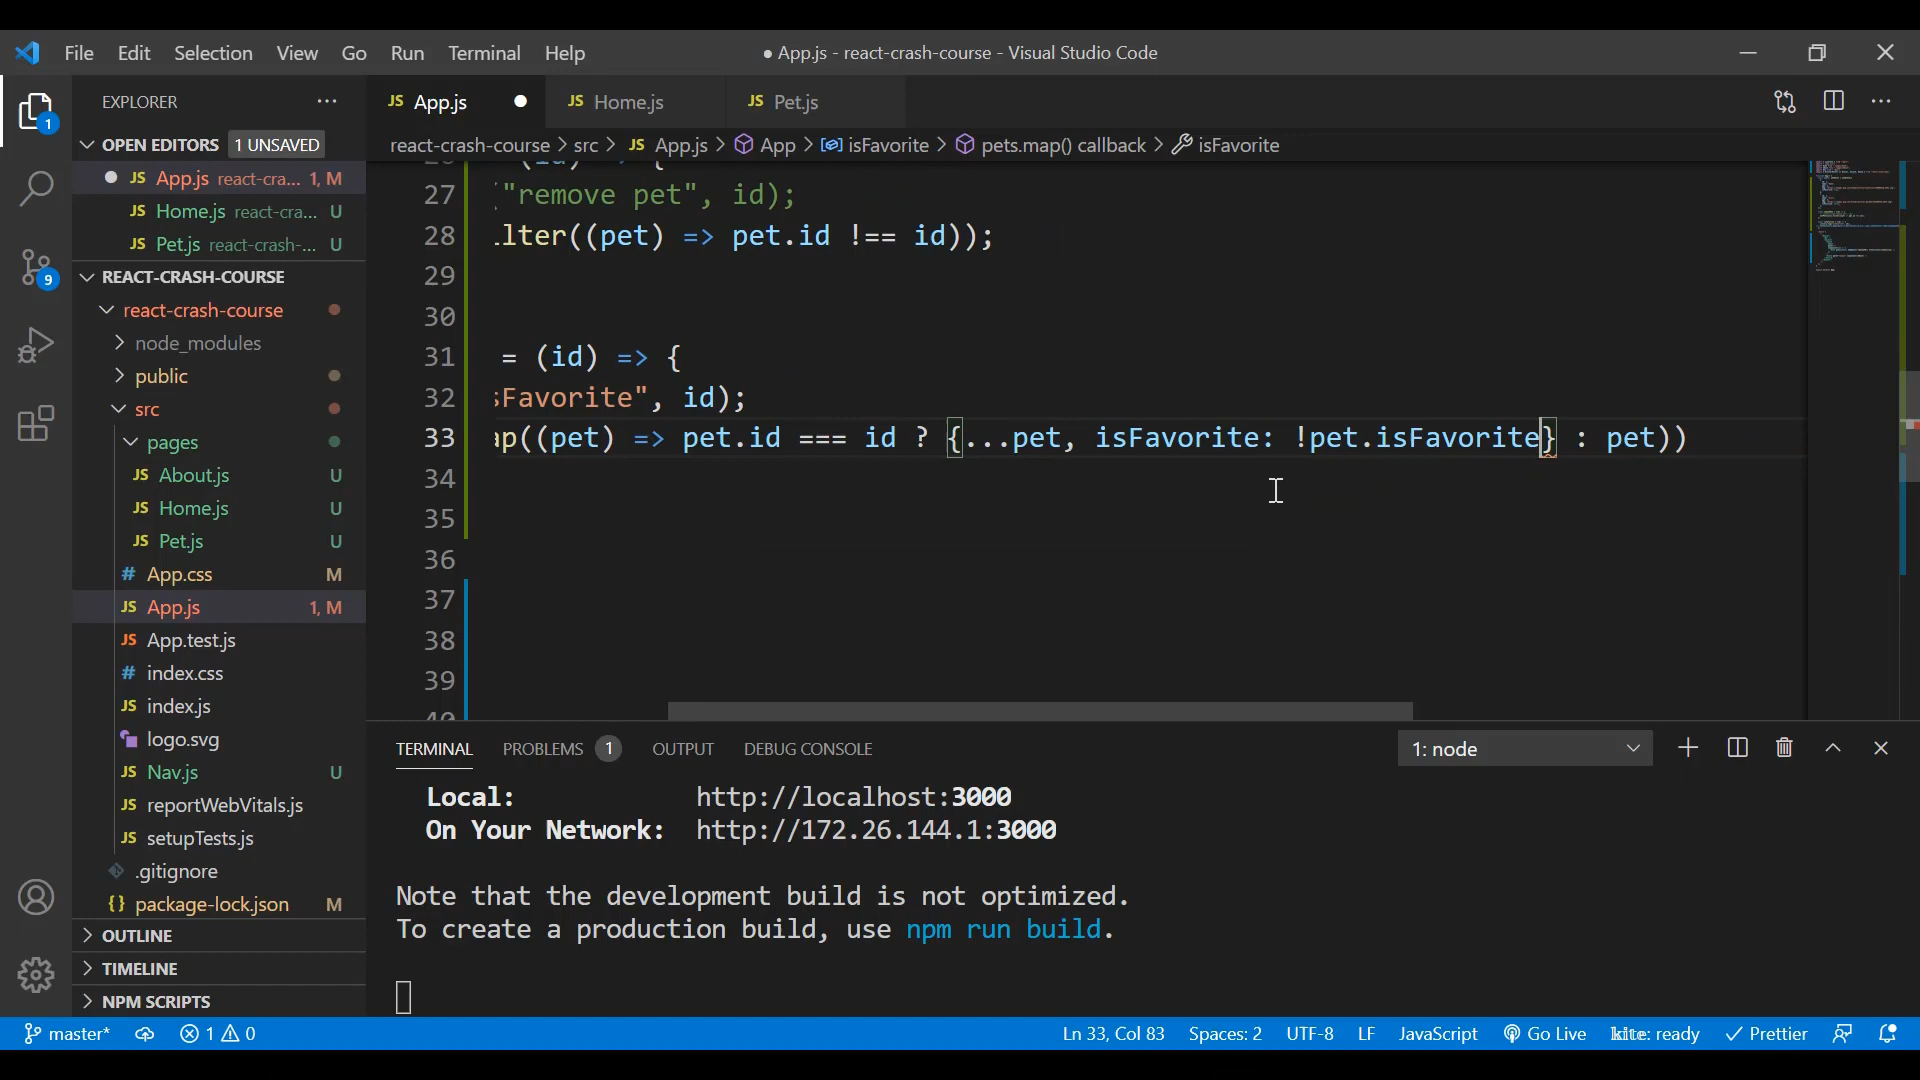 File Edit Selection View Go Run Terminal Help
● App.js - react-crash-course - Visual Studio Code
EXPLORER
OPEN EDITORS 1 UNSAVED
JS App.js react-cra... 1, M
JS Home.js react-cra... U
JS Pet.js react-crash-... U
REACT-CRASH-COURSE
react-crash-course
node_modules
public
src
pages
JS About.js U
JS Home.js U
JS Pet.js U
# App.css M
JS App.js 1, M
JS App.test.js
# index.css
JS index.js
logo.svg
JS Nav.js U
JS reportWebVitals.js
JS setupTests.js
.gitignore
{} package-lock.json M
OUTLINE
TIMELINE
NPM SCRIPTS
1
9
JS App.js JS Home.js JS Pet.js
react-crash-course > src > JS App.js > App > isFavorite > pets.map() callback > isFavorite
(id) => {
27 "remove pet", id);
28 lter((pet) => pet.id !== id));
29
30
31 = (id) => {
32 sFavorite", id);
33 ap((pet) => pet.id === id ? {...pet, isFavorite: !pet.isFavorite} : pet))
34
35
36
37
38
39
TERMINAL PROBLEMS 1 OUTPUT DEBUG CONSOLE 1: node
Local: http://localhost:3000
On Your Network: http://172.26.144.1:3000
Note that the development build is not optimized.
To create a production build, use npm run build.
master* 1 0 Ln 33, Col 83 Spaces: 2 UTF-8 LF JavaScript Go Live kite: ready Prettier